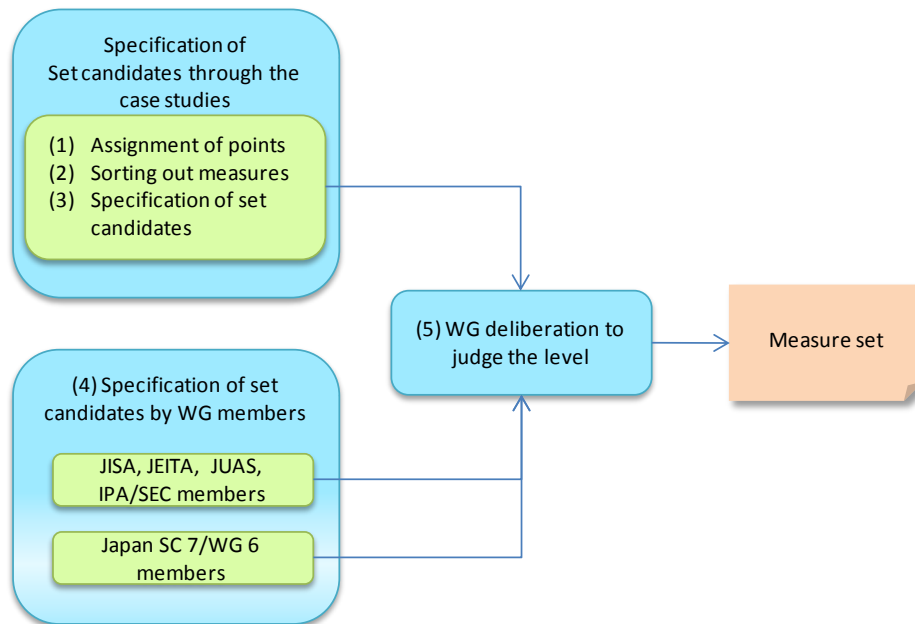 Specification of
Set candidates through the
case studies
(1) Assignment of points
(2) Sorting out measures
(3) Specification of set
candidates
(4) Specification of set
candidates by WG members
JISA, JEITA, JUAS,
IPA/SEC members
Japan SC 7/WG 6
members
(5) WG deliberation to
judge the level
Measure set